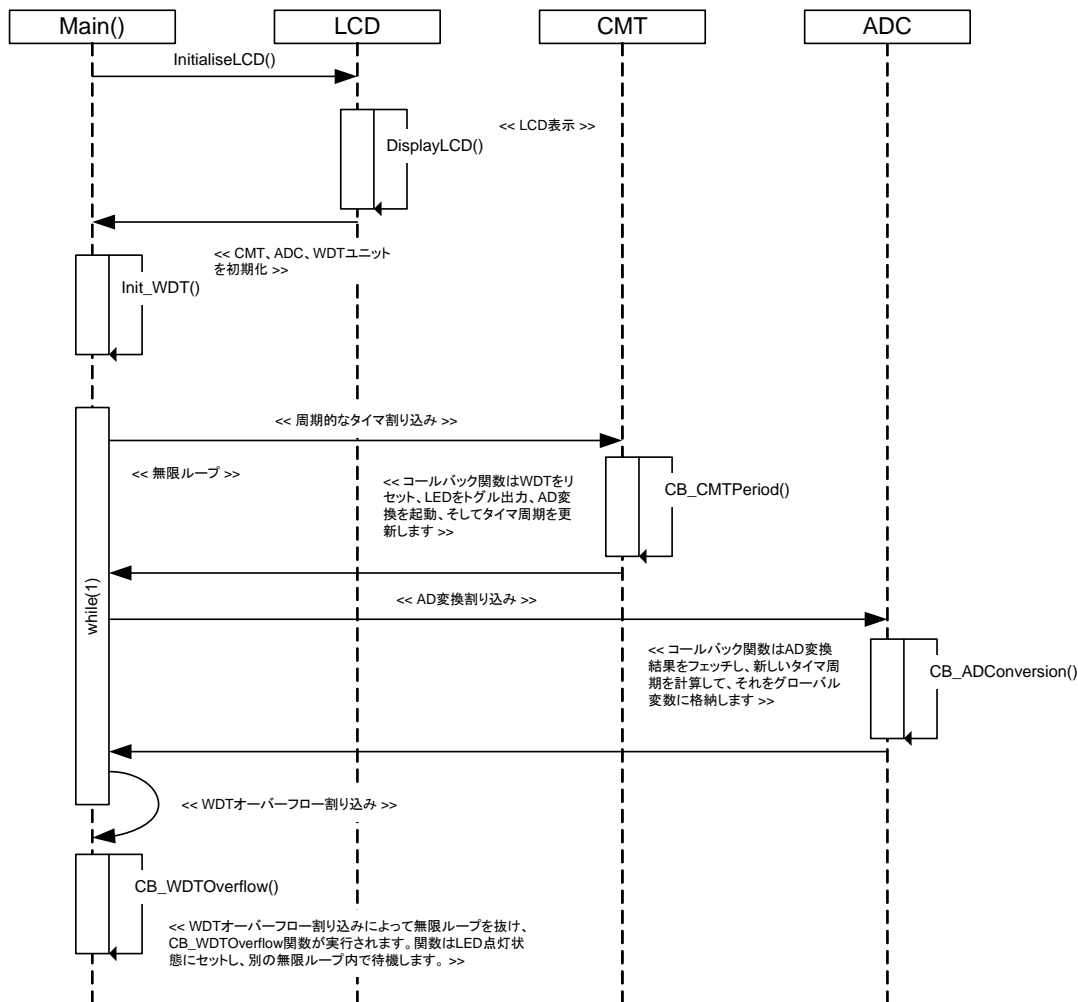 Main()
LCD
CMT
ADC
InitialiseLCD()
<< LCD表示 >>
DisplayLCD()
<< CMT、ADC、WDTユニット
を初期化 >>
Init_WDT()
<< 周期的なタイマ割り込み >>
<< 無限ループ >>
<< コールバック関数はWDTをリ
セット、LEDをトグル出力、AD変
換を起動、そしてタイマ周期を更
新します >>
CB_CMTPeriod()
while(1)
<< AD変換割り込み >>
<< コールバック関数はAD変換
結果をフェッチし、新しいタイマ周
期を計算して、それをグローバル
変数に格納します >>
CB_ADConversion()
<< WDTオーバーフロー割り込み >>
CB_WDTOverflow()
<< WDTオーバーフロー割り込みによって無限ループを抜け、
CB_WDTOverflow関数が実行されます。関数はLED点灯状
態にセットし、別の無限ループ内で待機します。 >>